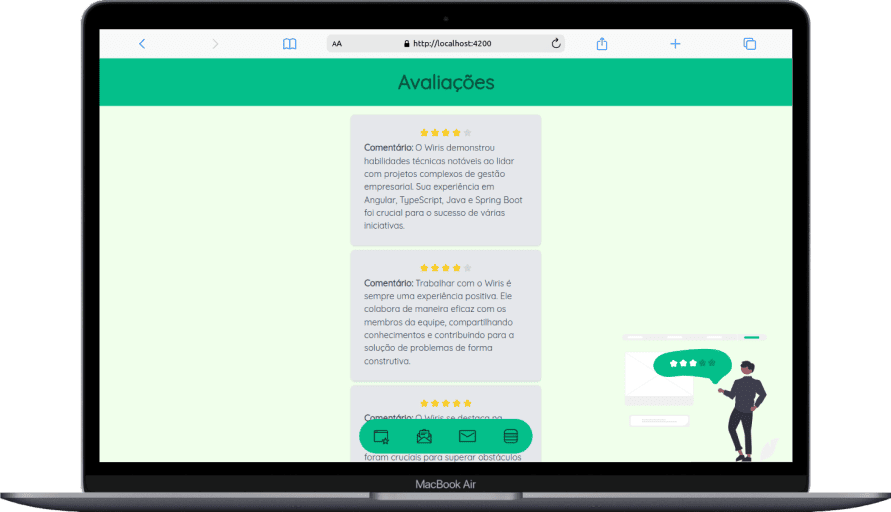 AA
http://localhost:4200
Avaliações
Comentário: O Wiris demonstrou
habilidades técnicas notáveis ao lidar
com projetos complexos de gestão
empresarial. Sua experiência em
Angular, TypeScript, Java e Spring Boot
foi crucial para o sucesso de várias
iniciativas.
Comentário: Trabalhar com o Wiris é
sempre uma experiência positiva. Ele
colabora de maneira eficaz com os
membros da equipe, compartilhando
conhecimentos e contribuindo para a
solução de problemas de forma
construtiva.
Comentário: O Wiris se destaca na
foram cruciais para superar obstáculos
MacBook Air